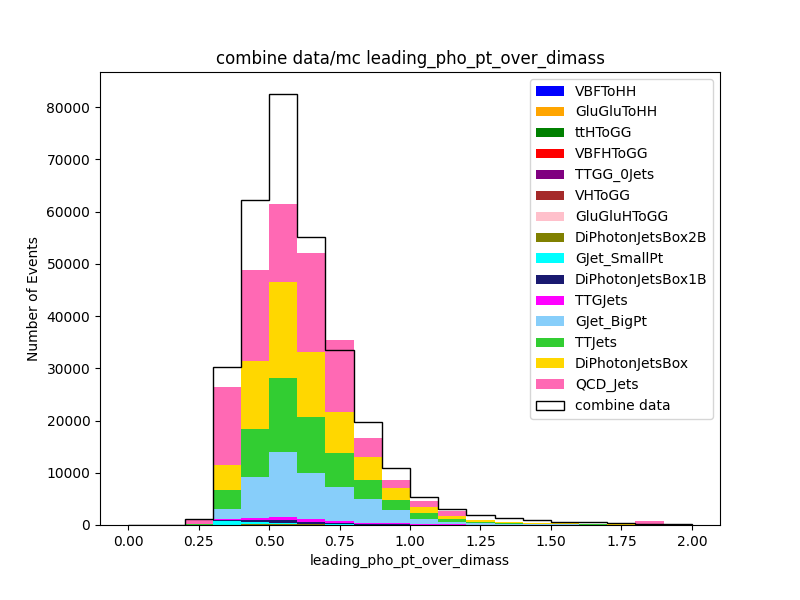 combine data/mc leading_pho_pt_over_dimass
80000
70000
60000
50000
40000
30000
20000
10000
0
Number of Events
VBFToHH
GluGluToHH
ttHToGG
VBFHToGG
TTGG_0Jets
VHToGG
GluGluHToGG
DiPhotonJetsBox2B
GJet_SmallPt
DiPhotonJetsBox1B
TTGJets
GJet_BigPt
TTJets
DiPhotonJetsBox
QCD_Jets
combine data
0.00 0.25 0.50 0.75 1.00 1.25 1.50 1.75 2.00
leading_pho_pt_over_dimass